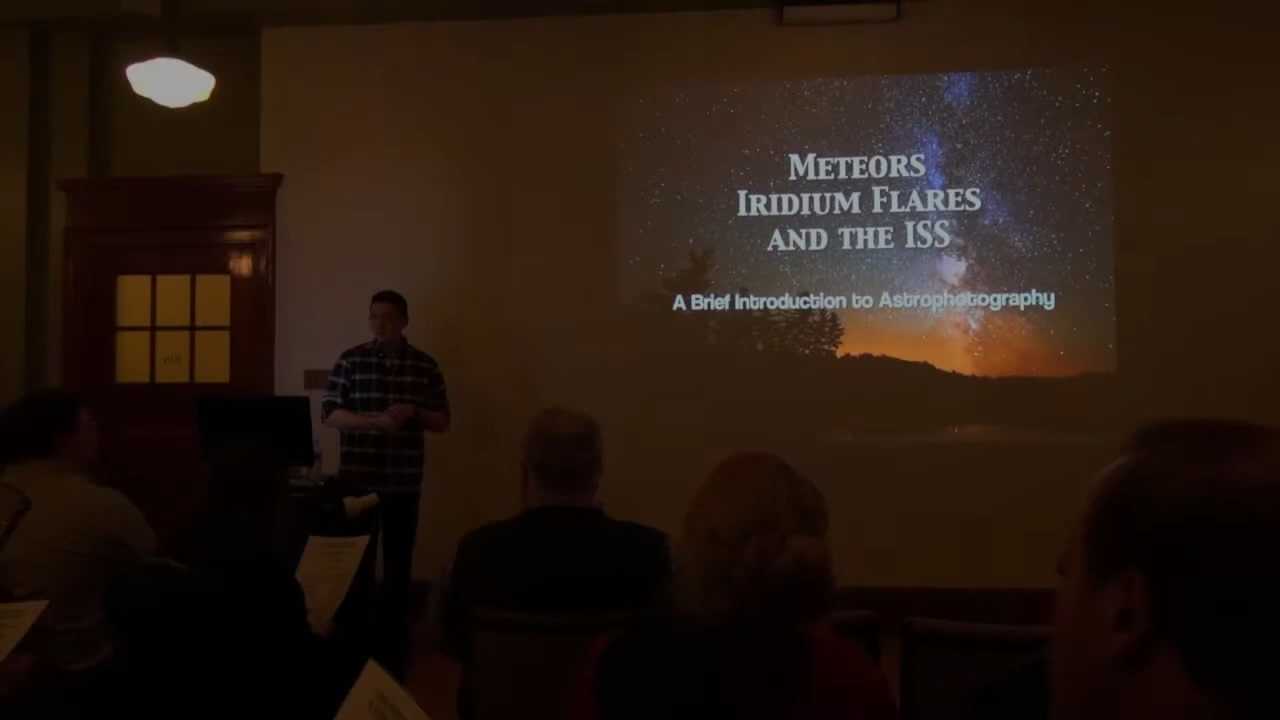 METEORS
IRIDIUM FLARES
AND THE ISS
A Brief Introduction to Astrophotography